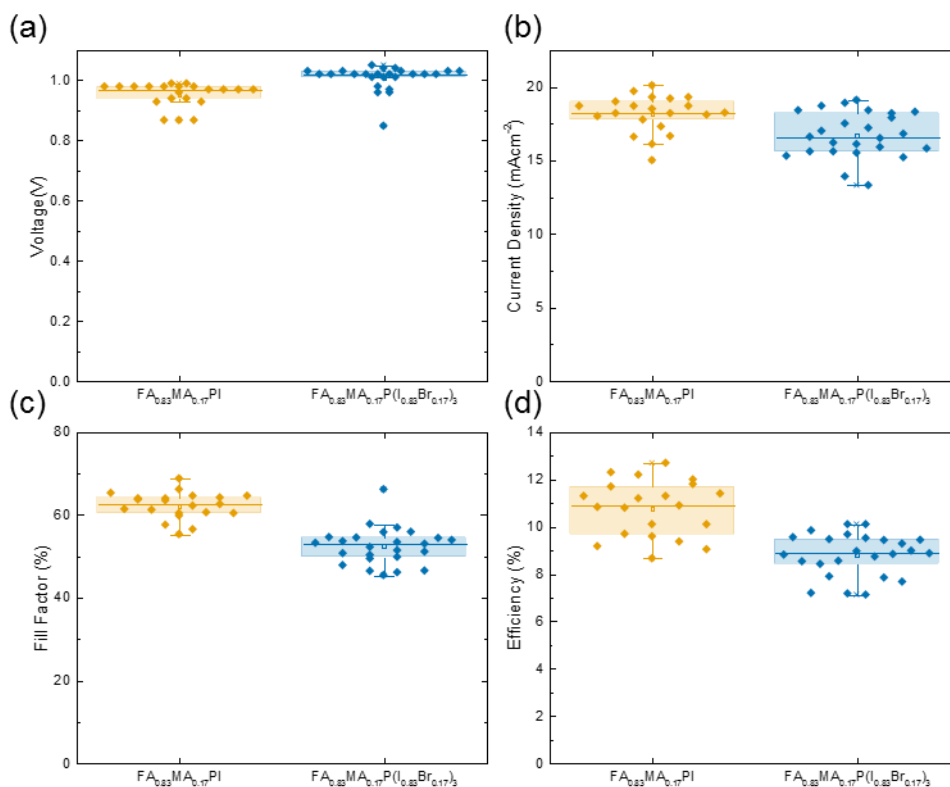 (a)
(b)
1.0
0.8
0.6
0.4
0.2
0.0
Voltage(V)
FA₀.₈₃MA₀.₁₇PI
FA₀.₈₃MA₀.₁₇P(I₀.₈₃Br₀.₁₇)₃
20
15
10
5
0
Current Density (mAcm⁻²)
FA₀.₈₃MA₀.₁₇PI
FA₀.₈₃MA₀.₁₇P(I₀.₈₃Br₀.₁₇)₃
(c)
(d)
80
60
40
20
0
Fill Factor (%)
FA₀.₈₃MA₀.₁₇PI
FA₀.₈₃MA₀.₁₇P(I₀.₈₃Br₀.₁₇)₃
14
12
10
8
6
4
2
0
Efficiency (%)
FA₀.₈₃MA₀.₁₇PI
FA₀.₈₃MA₀.₁₇P(I₀.₈₃Br₀.₁₇)₃